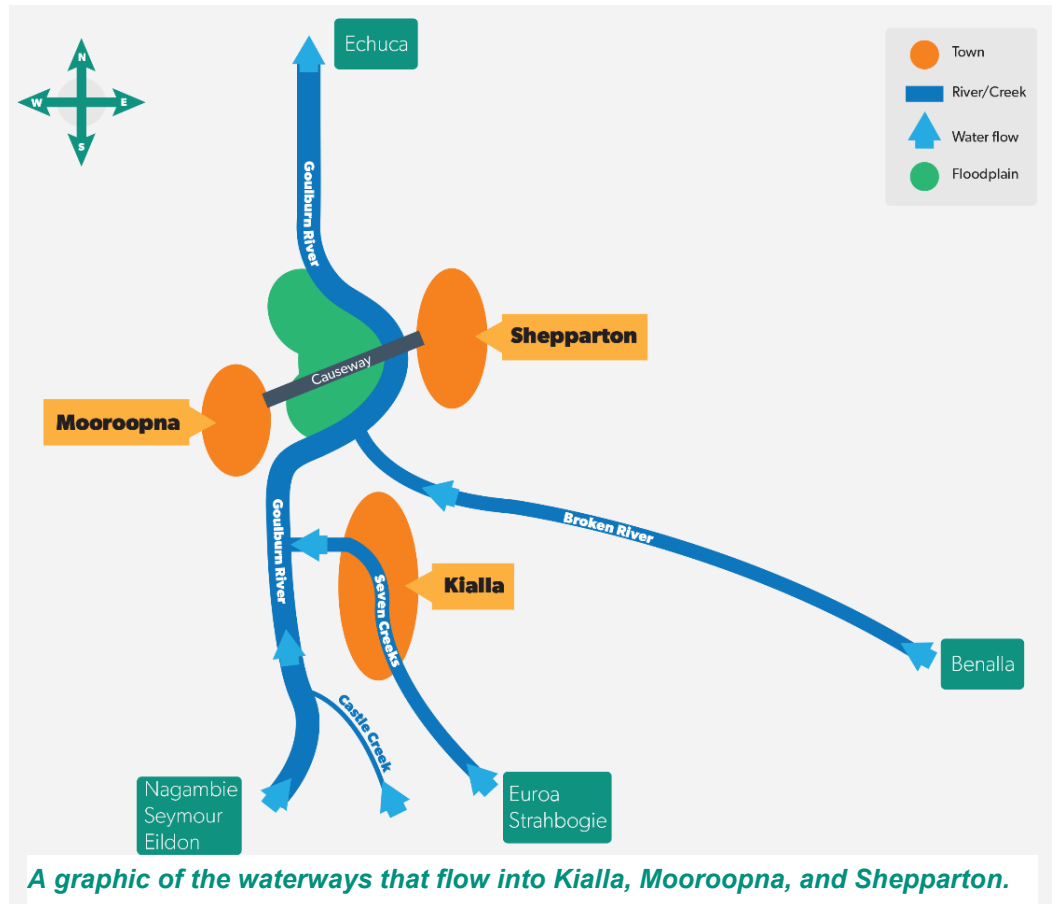 Echuca
N
W
E
S
Town
River/Creek
Water flow
Floodplain
Goulburn River
Shepparton
Causeway
Mooroopna
Goulburn River
Broken River
Seven Creeks
Kialla
Benalla
Castle Creek
Nagambie
Seymour
Eildon
Euroa
Strahbogie
A graphic of the waterways that flow into Kialla, Mooroopna, and Shepparton.